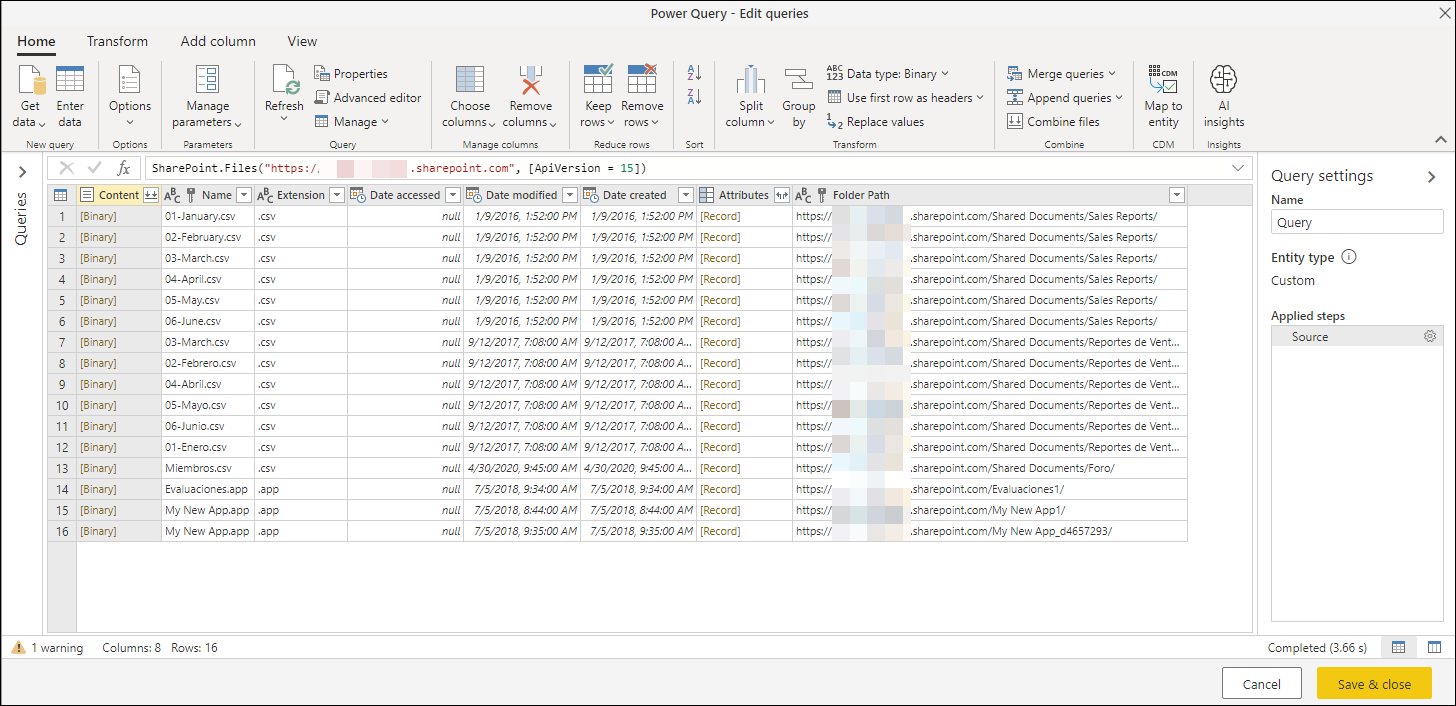 Power Query - Edit queries
Home Transform Add column View
Get data
Enter data
Options
Manage parameters
Refresh
Properties
Advanced editor
Manage
Choose columns
Remove columns
Keep rows
Remove rows
Split column
Group by
Data type: Binary
Use first row as headers
Replace values
Merge queries
Append queries
Combine files
CDM
Map to entity
AI insights
New query Options Parameters Query Manage columns Reduce rows Sort Transform Combine CDM Insights
SharePoint.Files("https:/, .sharepoint.com", [ApiVersion = 15])
Queries
Content Name Extension Date accessed Date modified Date created Attributes Folder Path
1 [Binary] 01-January.csv .csv null 1/9/2016, 1:52:00 PM 1/9/2016, 1:52:00 PM [Record] https:// .sharepoint.com/Shared Documents/Sales Reports/
2 [Binary] 02-February.csv .csv null 1/9/2016, 1:52:00 PM 1/9/2016, 1:52:00 PM [Record] https:// .sharepoint.com/Shared Documents/Sales Reports/
3 [Binary] 03-March.csv .csv null 1/9/2016, 1:52:00 PM 1/9/2016, 1:52:00 PM [Record] https:// .sharepoint.com/Shared Documents/Sales Reports/
4 [Binary] 04-April.csv .csv null 1/9/2016, 1:52:00 PM 1/9/2016, 1:52:00 PM [Record] https:// .sharepoint.com/Shared Documents/Sales Reports/
5 [Binary] 05-May.csv .csv null 1/9/2016, 1:52:00 PM 1/9/2016, 1:52:00 PM [Record] https:// .sharepoint.com/Shared Documents/Sales Reports/
6 [Binary] 06-June.csv .csv null 1/9/2016, 1:52:00 PM 1/9/2016, 1:52:00 PM [Record] https:// .sharepoint.com/Shared Documents/Sales Reports/
7 [Binary] 03-March.csv .csv null 9/12/2017, 7:08:00 AM 9/12/2017, 7:08:00 A... [Record] https:// .sharepoint.com/Shared Documents/Reportes de Vent...
8 [Binary] 02-Febrero.csv .csv null 9/12/2017, 7:08:00 AM 9/12/2017, 7:08:00 A... [Record] https:// .sharepoint.com/Shared Documents/Reportes de Vent...
9 [Binary] 04-Abril.csv .csv null 9/12/2017, 7:08:00 AM 9/12/2017, 7:08:00 A... [Record] https:// .sharepoint.com/Shared Documents/Reportes de Vent...
10 [Binary] 05-Mayo.csv .csv null 9/12/2017, 7:08:00 AM 9/12/2017, 7:08:00 A... [Record] https:// .sharepoint.com/Shared Documents/Reportes de Vent...
11 [Binary] 06-Junio.csv .csv null 9/12/2017, 7:08:00 AM 9/12/2017, 7:08:00 A... [Record] https:// .sharepoint.com/Shared Documents/Reportes de Vent...
12 [Binary] 01-Enero.csv .csv null 9/12/2017, 7:08:00 AM 9/12/2017, 7:08:00 A... [Record] https:// .sharepoint.com/Shared Documents/Reportes de Vent...
13 [Binary] Miembros.csv .csv null 4/30/2020, 9:45:00 AM 4/30/2020, 9:45:00 A... [Record] https:// .sharepoint.com/Shared Documents/Foro/
14 [Binary] Evaluaciones.app .app null 7/5/2018, 9:34:00 AM 7/5/2018, 9:34:00 AM [Record] https:// .sharepoint.com/Evaluaciones1/
15 [Binary] My New App.app .app null 7/5/2018, 8:44:00 AM 7/5/2018, 8:44:00 AM [Record] https:// .sharepoint.com/My New App1/
16 [Binary] My New App.app .app null 7/5/2018, 9:35:00 AM 7/5/2018, 9:35:00 AM [Record] https:// .sharepoint.com/My New App_d4657293/
Query settings
Name
Query
Entity type
Custom
Applied steps
Source
1 warning Columns: 8 Rows: 16 Completed (3.66 s)
Cancel Save & close